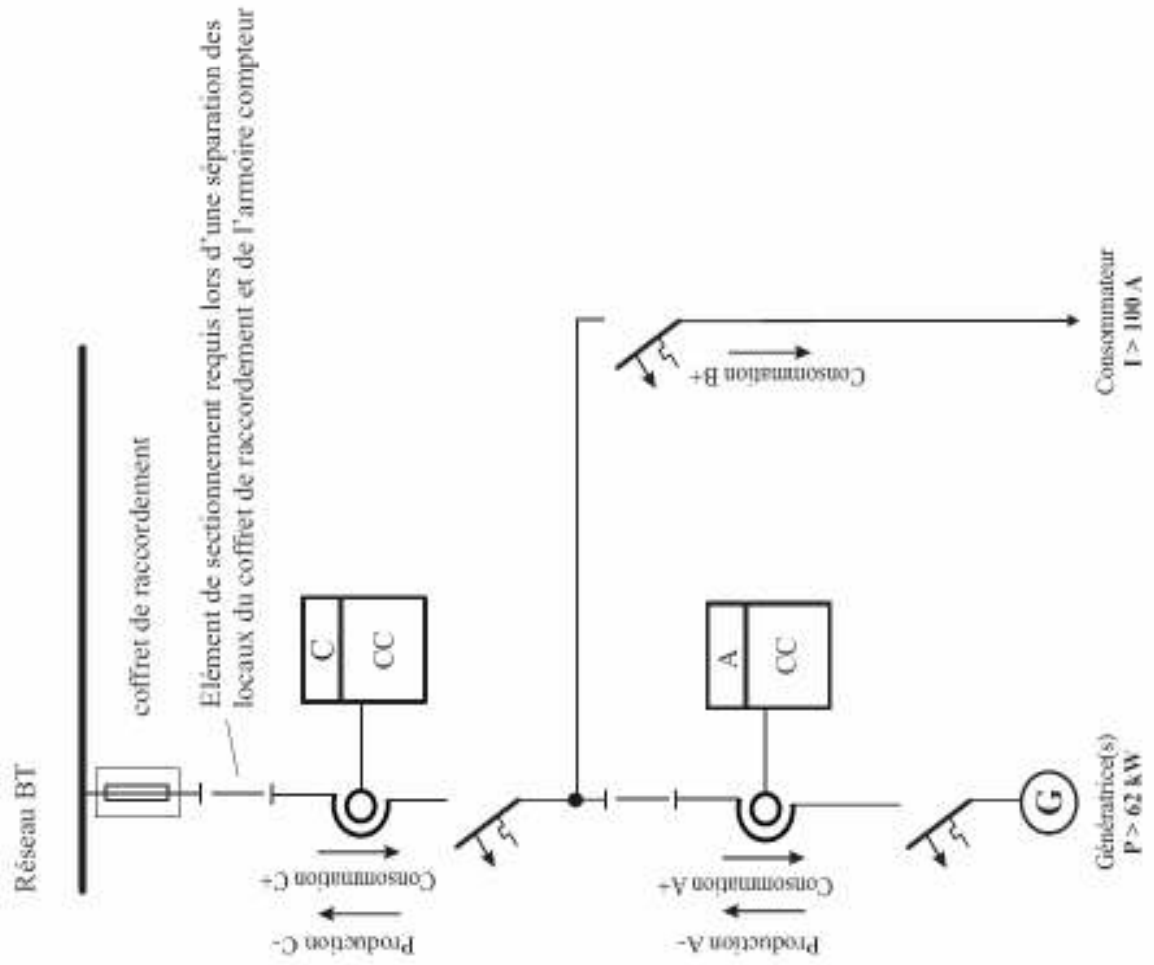 Réseau BT
coffret de raccordement
Elément de sectionnement requis lors d'une séparation des
locaux du coffret de raccordement et de l'armoire compteur
C
CC
Production C-
Consommation C+
Consommation B+
A
CC
Production A-
Consommation A+
G
Génératrice(s)
P > 62 kW
Consommateur
I > 100 A